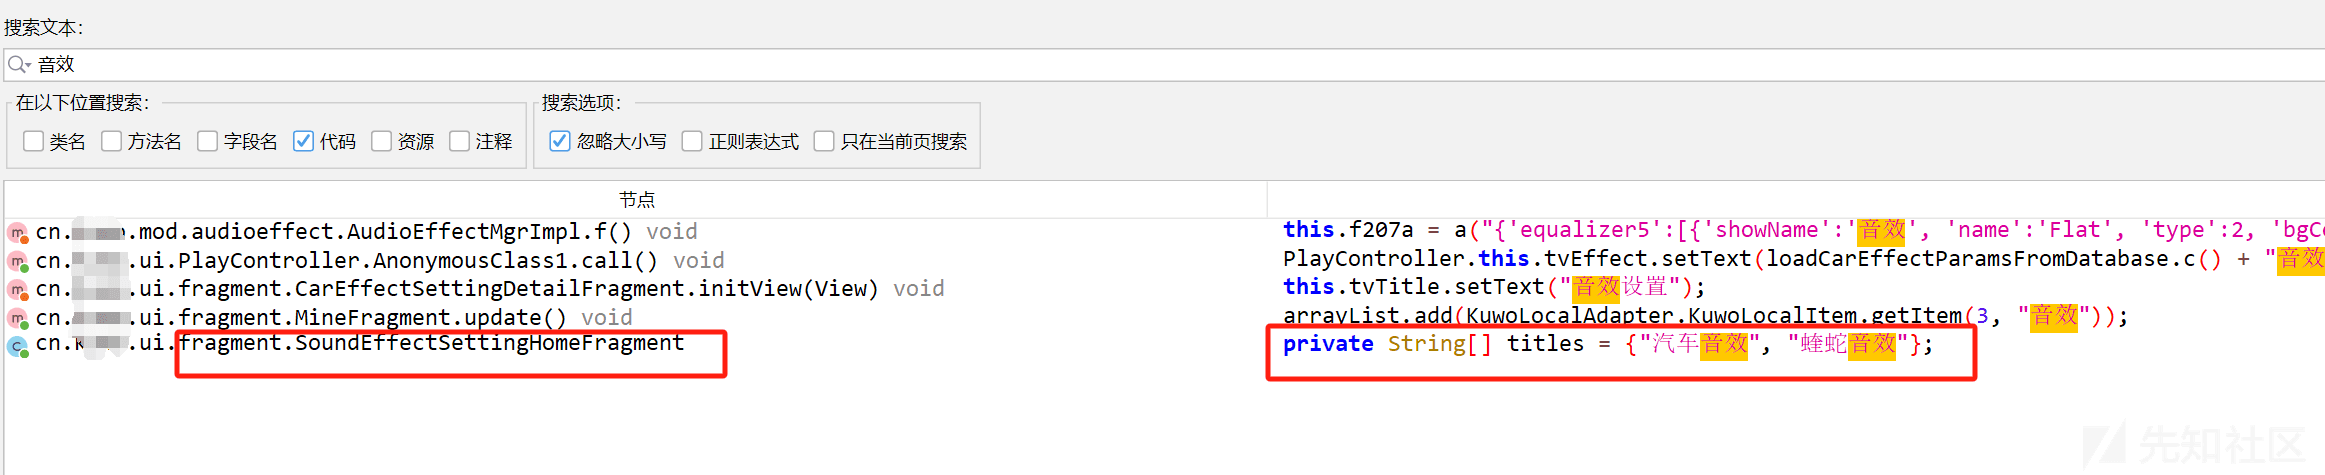 搜索文本:
音效
在以下位置搜索: 搜索选项:
类名 方法名 字段名 代码 资源 注释 忽略大小写 正则表达式 只在当前页搜索
节点
cn. .mod.audioeffect.AudioEffectMgrImpl.f() void this.f207a = a("{'equalizer5':[{'showName':'音效', 'name':'Flat', 'type':2, 'bgCo
cn. .ui.PlayController.AnonymousClass1.call() void PlayController.this.tvEffect.setText(loadCarEffectParamsFromDatabase.c() + "音效
cn. .ui.fragment.CarEffectSettingDetailFragment.initView(View) void this.tvTitle.setText("音效设置");
cn. .ui.fragment.MineFragment.update() void arrayList.add(KuwoLocalAdapter.KuwoLocalItem.getItem(3, "音效"));
cn. .ui.fragment.SoundEffectSettingHomeFragment private String[] titles = {"汽车音效", "蝰蛇音效"};
先知社区